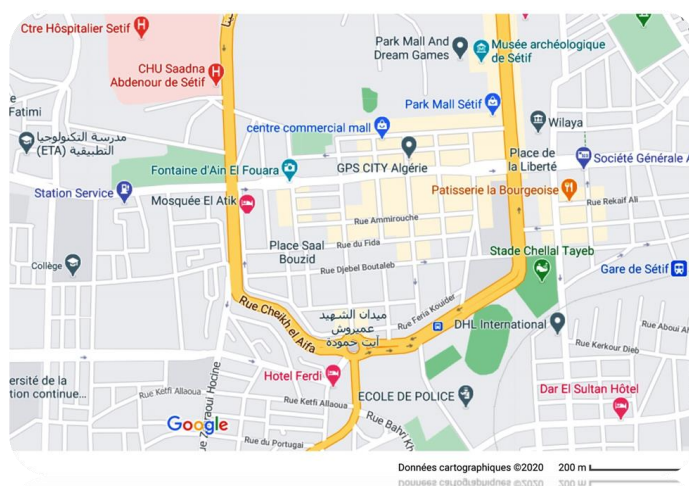 Ctre Hôspitalier Setif
CHU Saadna
Abdenour de Sétif
Park Mall And
Dream Games
Musée archéologique
de Sétif
Park Mall Sétif
Wilaya
e
Fatimi
مدرسة التكنولوجيا
التطبيقية (ETA)
centre commercial mall
GPS CITY Algérie
Place de
la Liberté
Société Générale A
Fontaine d'Ain El Fouara
Station Service
Mosquée El Atik
Patisserie la Bourgeoise
Rue Rekaif Ali
Rue Ammirouche
Place Saal
Bouzid
Rue du Fida
Rue Djebel Boutaleb
Stade Chellal Tayeb
Gare de Sétif
Collège
Rue Cheikh el Aifa
ميدان الشهيد
عميروش
آيت حمودة
Rue Feria Kouider
DHL International
Rue Aboui Al
Rue Kerkour Dieb
Hotel Ferdi
ersité de la
tion continue...
Rue Ketfi Allaoua
Rue Ketfi Allaoua
ECOLE DE POLICE
Dar El Sultan Hôtel
Google
Rue du Portugai
Données cartographiques ©2020 200 m